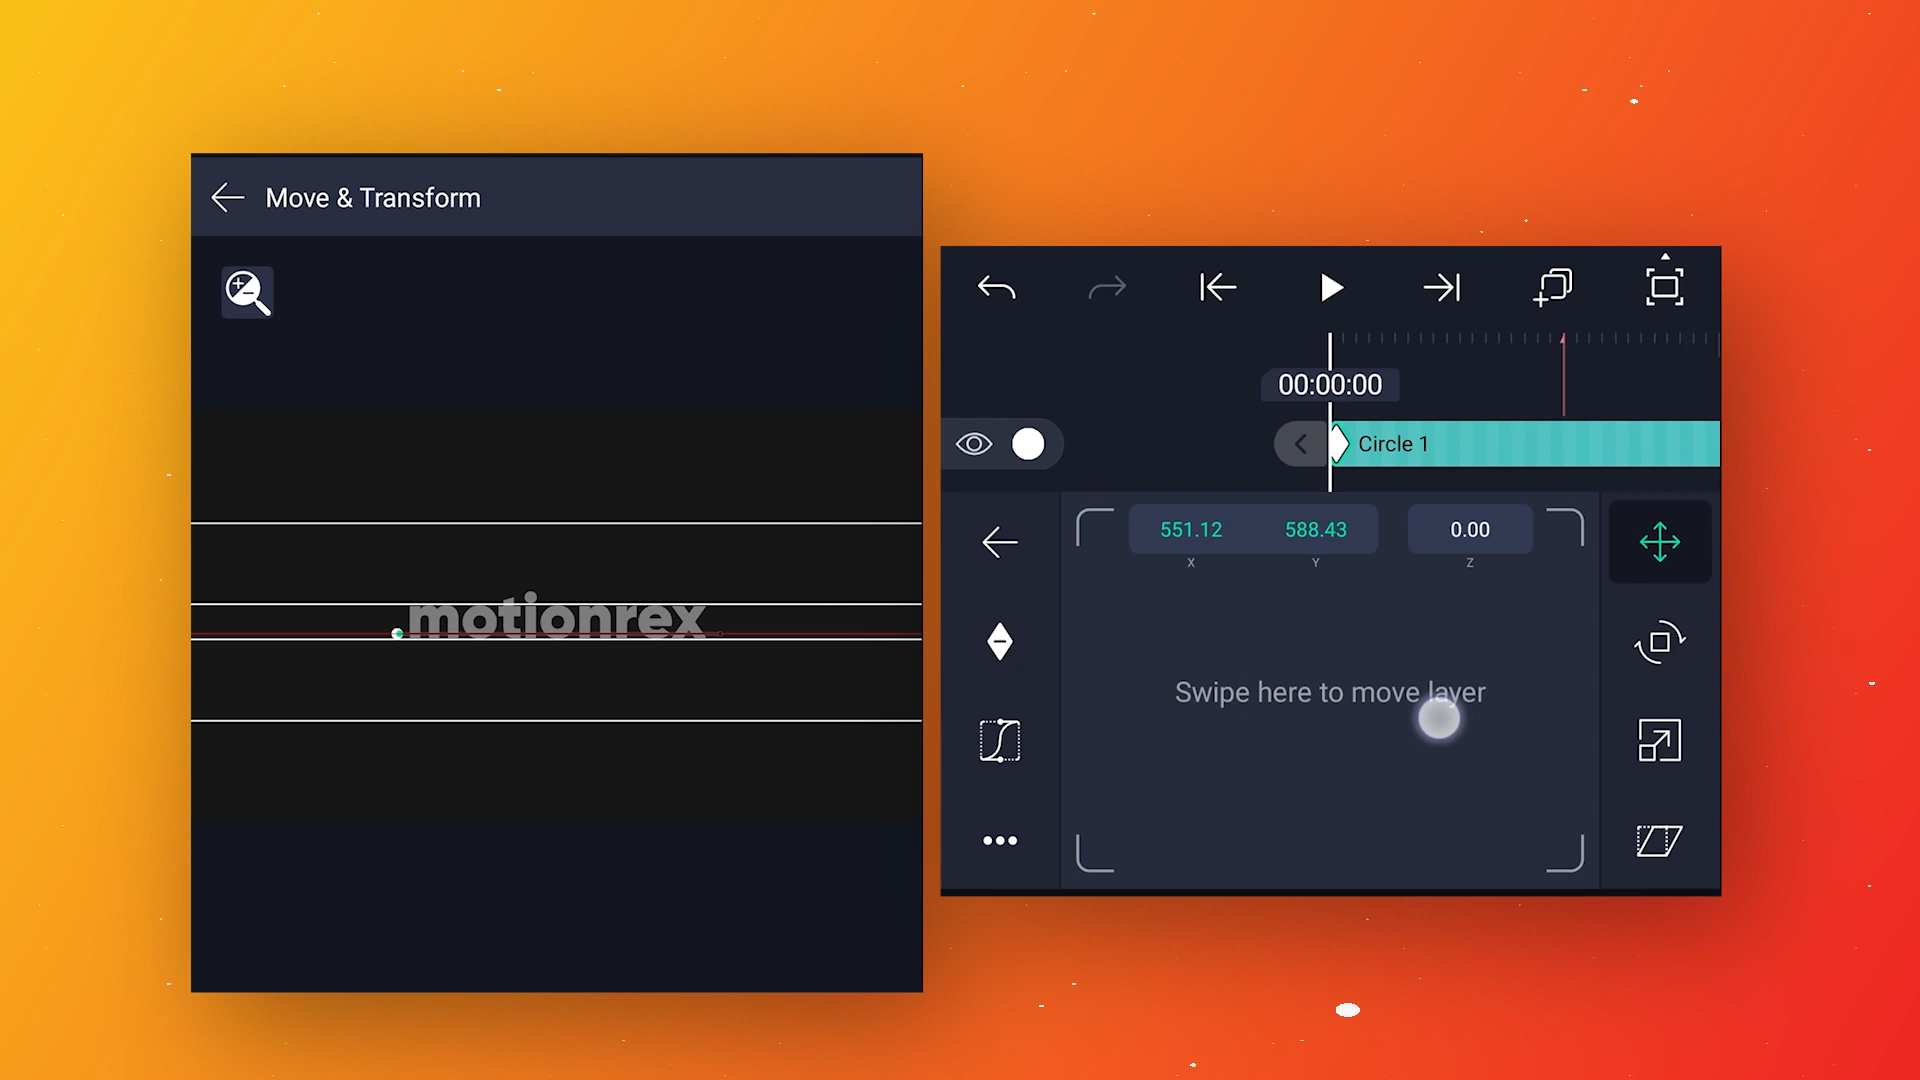 Move & Transform
motionrex
00:00:00
Circle 1
551.12 588.43 0.00
X Y Z
Swipe here to move layer